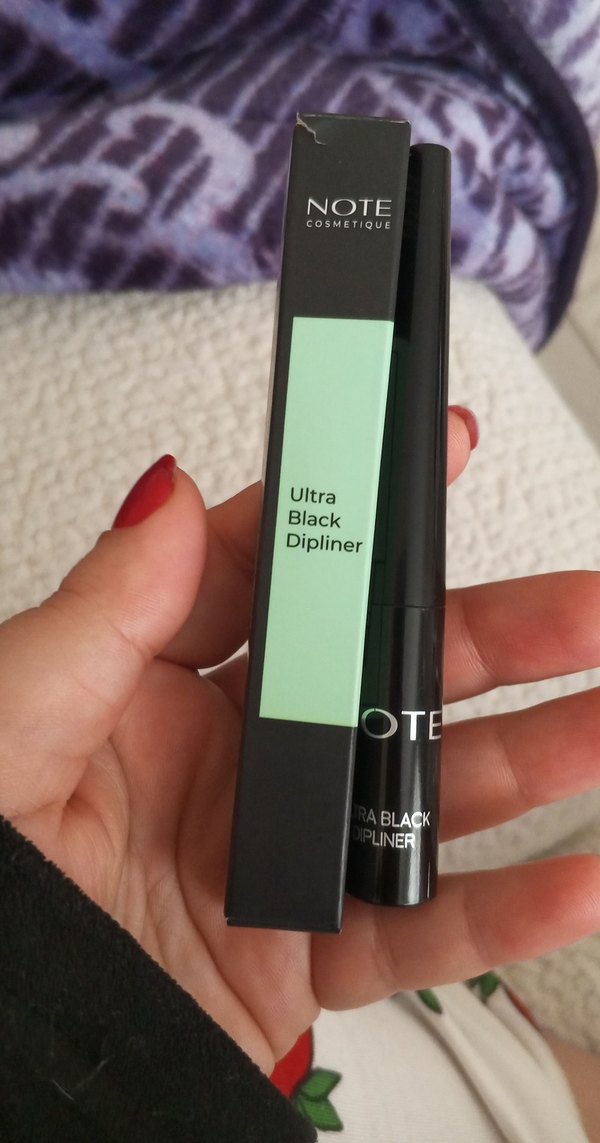 NOTE
COSMETIQUE
Ultra
Black
Dipliner
OTE
TRA BLACK
DIPLINER